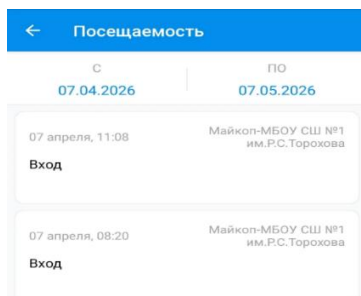 Посещаемость
С
ПО
07.04.2026
07.05.2026
07 апреля, 11:08
Майкоп-МБОУ СШ №1
им.Р.С.Торохова
Вход
07 апреля, 08:20
Майкоп-МБОУ СШ №1
им.Р.С.Торохова
Вход